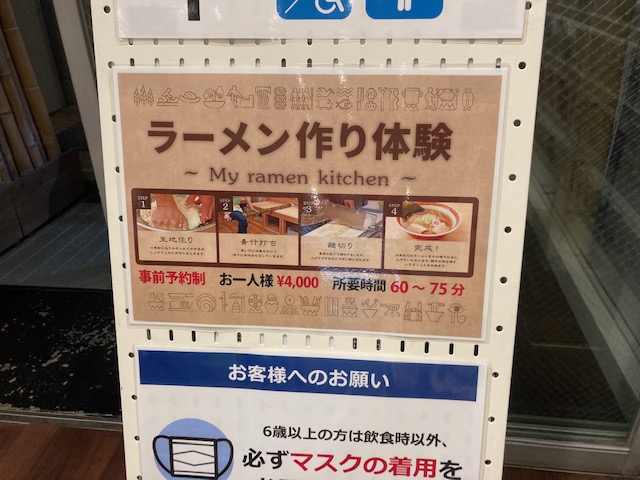 ラーメン作り体験
～ My ramen kitchen ～
STEP 1
生地作り
STEP 2
青竹打ち
STEP 3
麺切り
STEP 4
完成！
事前予約制 お一人様 ¥4,000 所要時間 60～75分
お客様へのお願い
6歳以上の方は飲食時以外、
必ずマスクの着用を